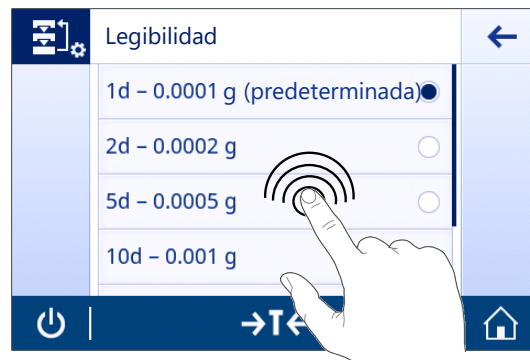 Legibilidad
1d – 0.0001 g (predeterminada)
2d – 0.0002 g
5d – 0.0005 g
10d – 0.001 g
→T←